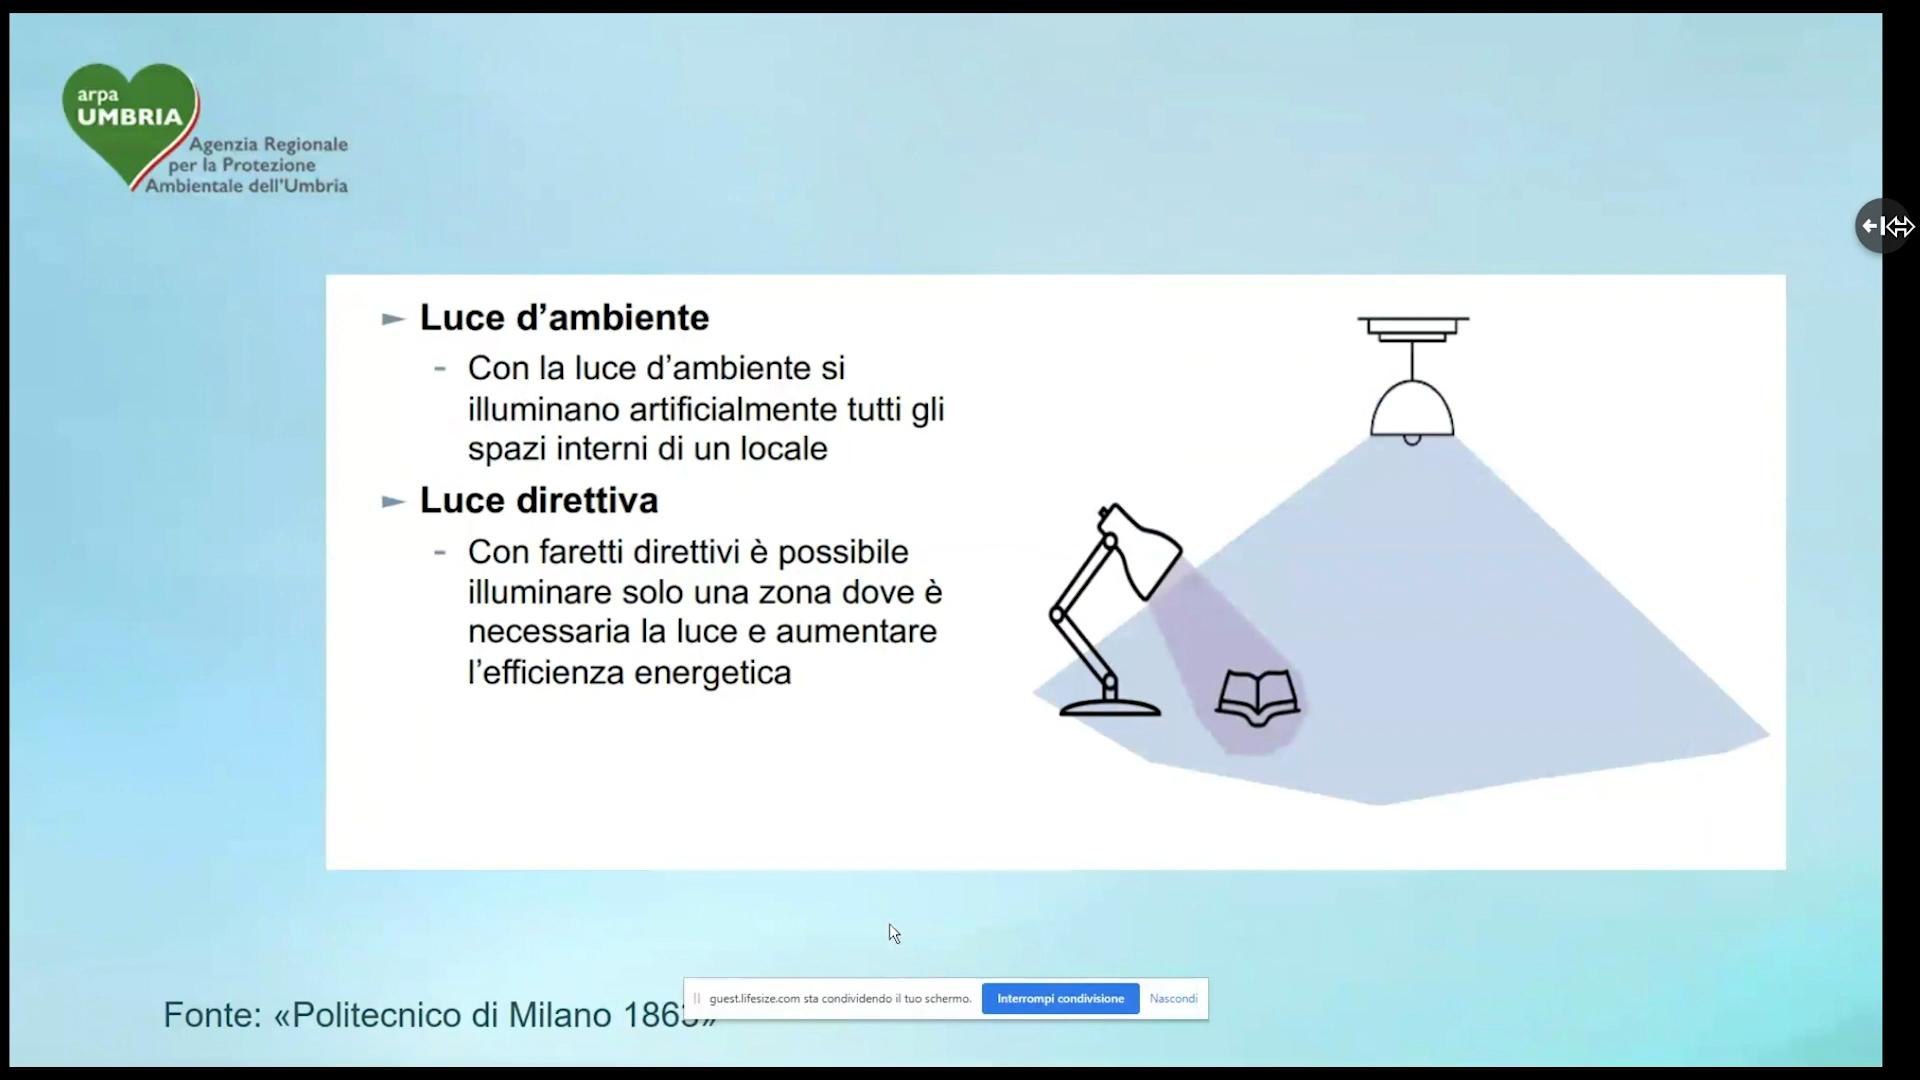 arpa
UMBRIA
Agenzia Regionale
per la Protezione
Ambientale dell'Umbria
► Luce d’ambiente
- Con la luce d’ambiente si
illuminano artificialmente tutti gli
spazi interni di un locale
► Luce direttiva
- Con faretti direttivi è possibile
illuminare solo una zona dove è
necessaria la luce e aumentare
l’efficienza energetica
guest.lifesize.com sta condividendo il tuo schermo.
Interrompi condivisione
Nascondi
Fonte: «Politecnico di Milano 1863»